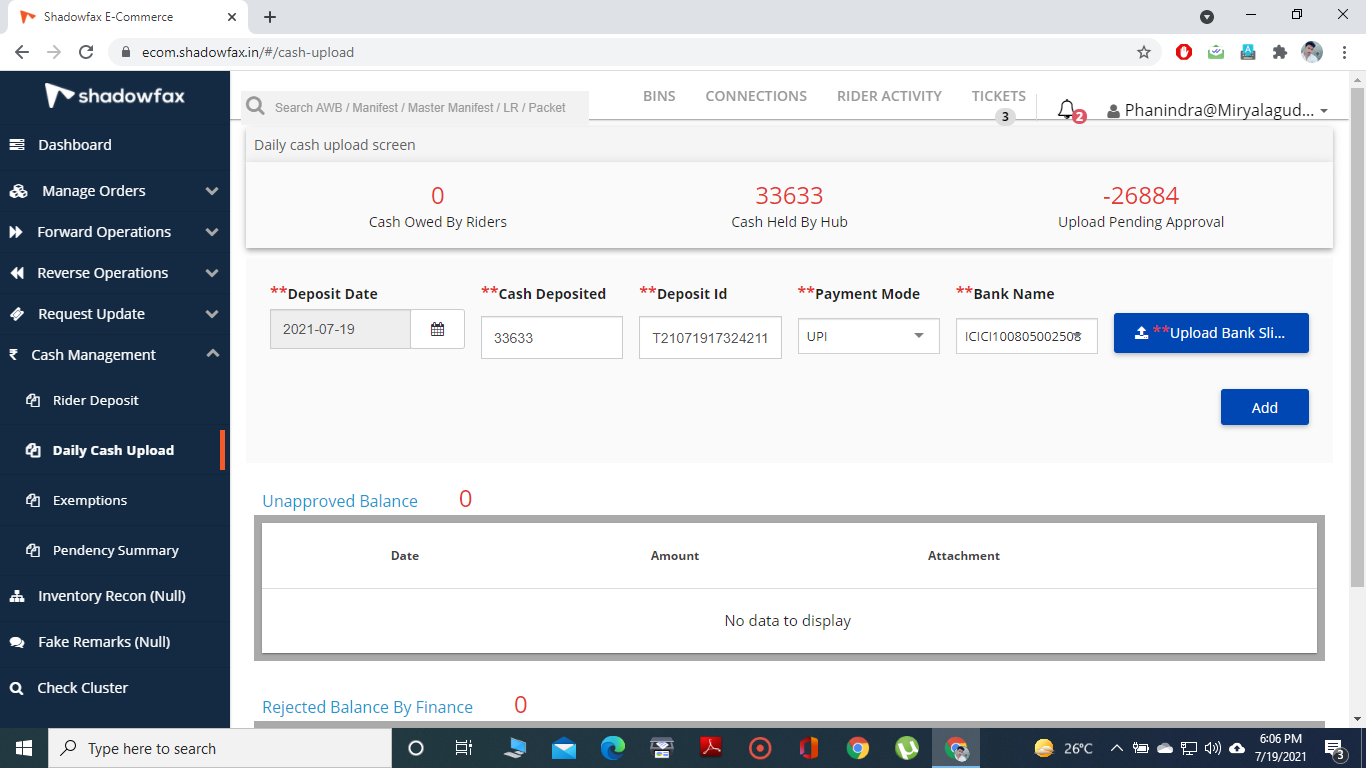 Shadowfax E-Commerce
ecom.shadowfax.in/#/cash-upload
shadowfax
Search AWB / Manifest / Master Manifest / LR / Packet
BINS
CONNECTIONS
RIDER ACTIVITY
TICKETS
3
2
Phanindra@Miryalagud...
Dashboard
Manage Orders
Forward Operations
Reverse Operations
Request Update
₹ Cash Management
Rider Deposit
Daily Cash Upload
Exemptions
Pendency Summary
Inventory Recon (Null)
Fake Remarks (Null)
Check Cluster
Daily cash upload screen
0 33633 -26884
Cash Owed By Riders Cash Held By Hub Upload Pending Approval
**Deposit Date **Cash Deposited **Deposit Id **Payment Mode **Bank Name
2021-07-19 33633 T21071917324211 UPI ICICI100805002508 **Upload Bank Sli...
Add
Unapproved Balance 0
Date Amount Attachment
No data to display
Rejected Balance By Finance 0
Type here to search
26°C
6:06 PM
7/19/2021
3